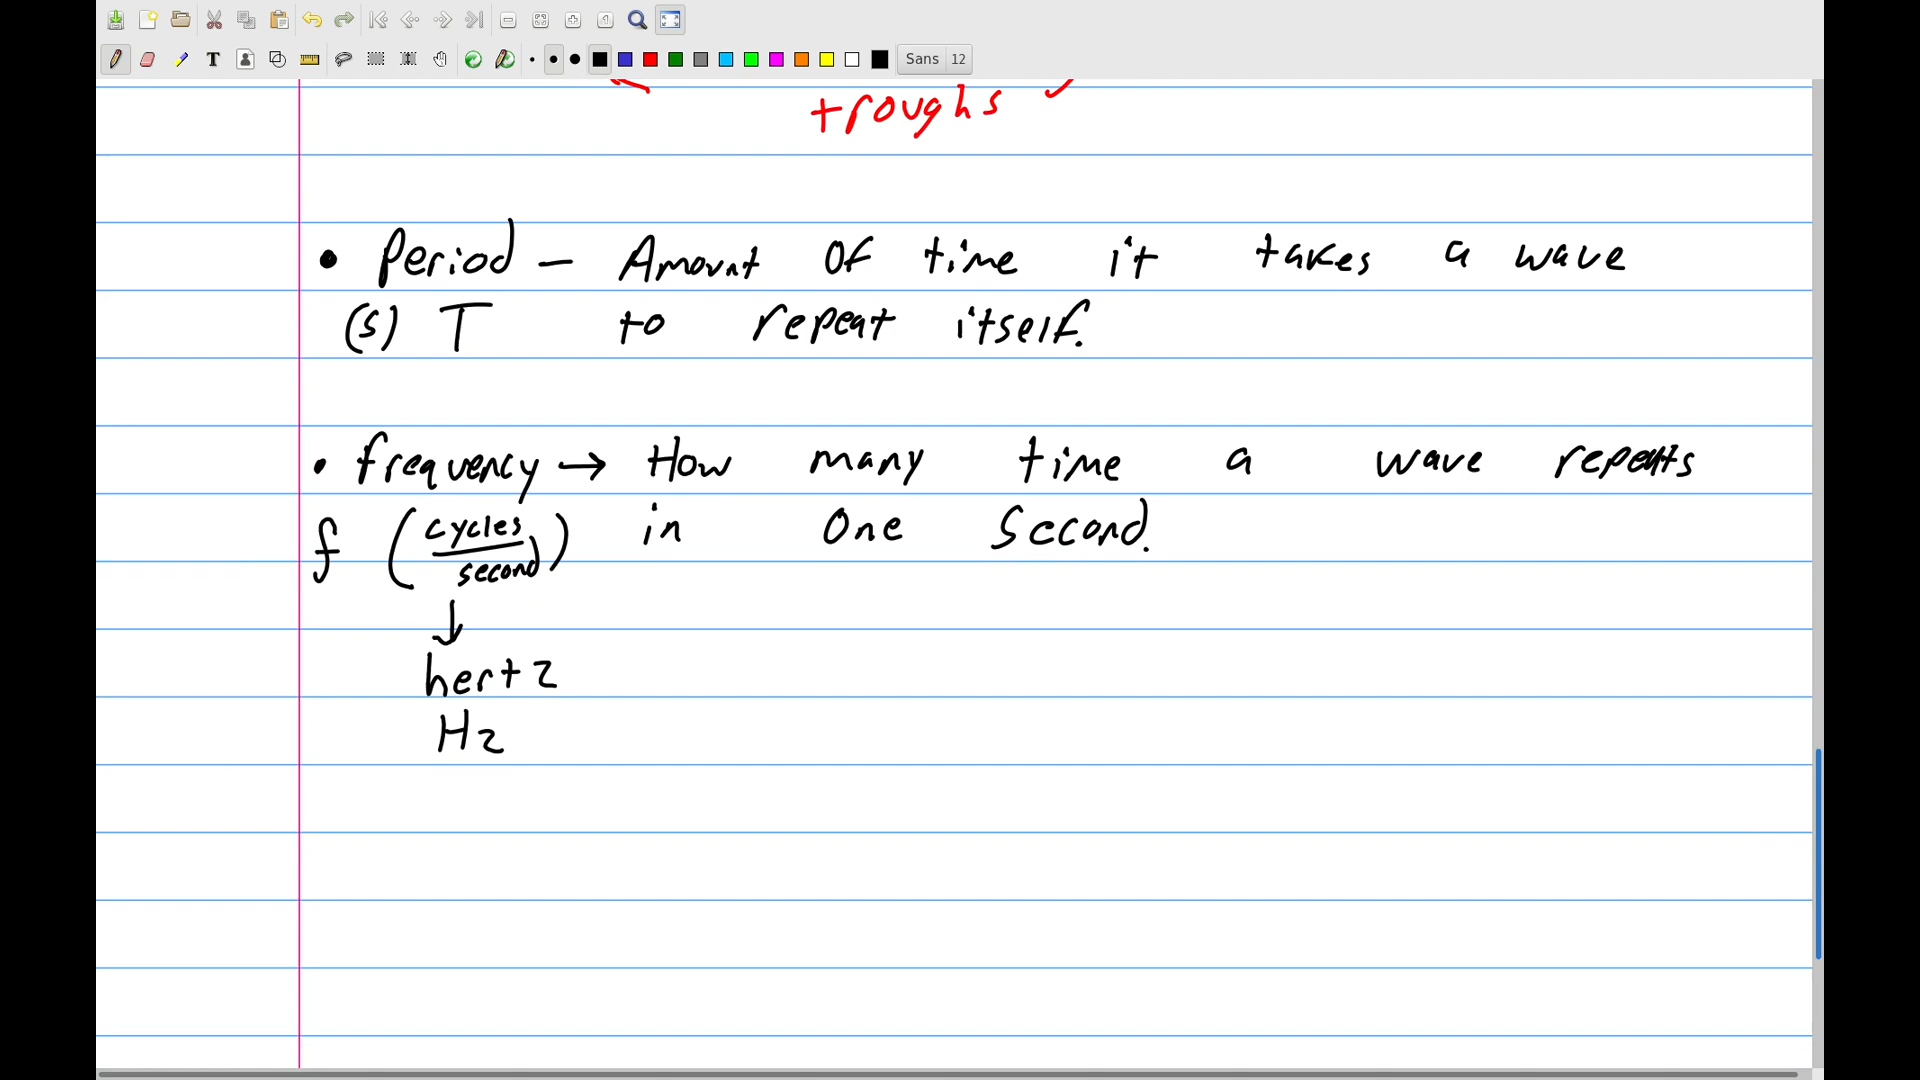 Sans 12
troughs
• Period – Amount of time it takes a wave
(s) T to repeat itself.
• frequency → How many time a wave repeats
f (cycles/second) in one second.
↓
hertz
Hz